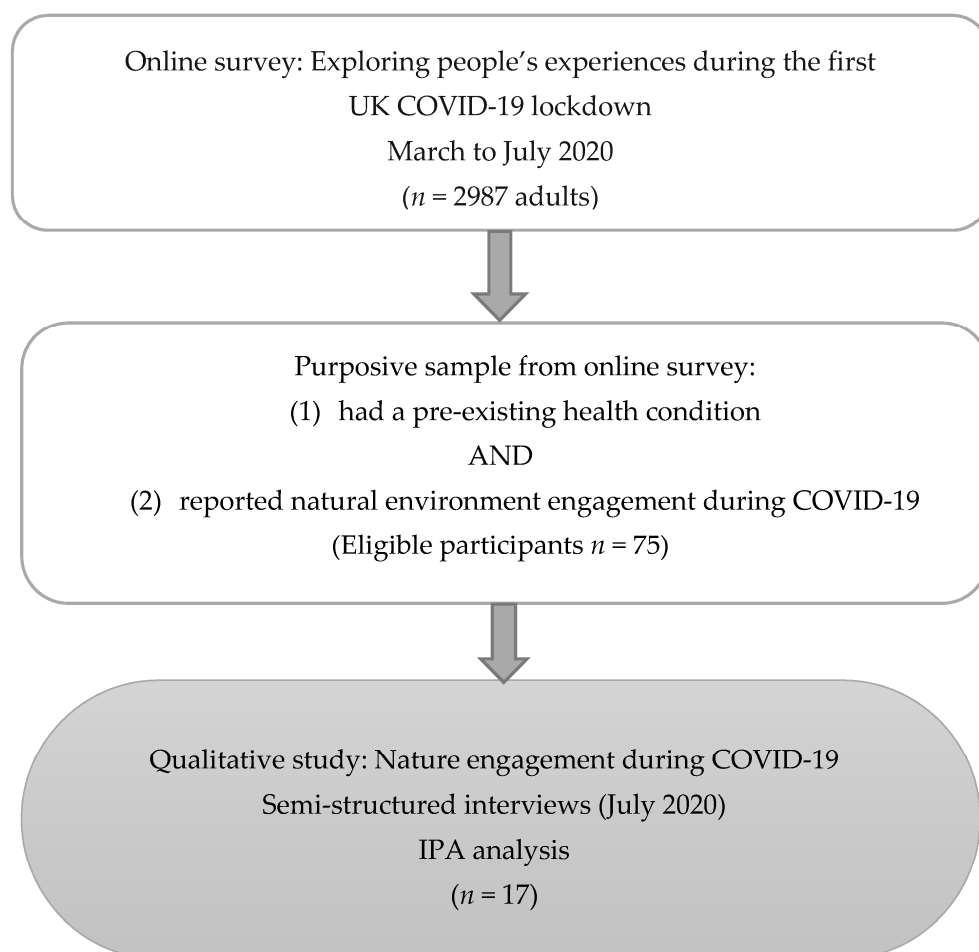 Online survey: Exploring people’s experiences during the first
UK COVID-19 lockdown
March to July 2020
(n = 2987 adults)
Purposive sample from online survey:
(1) had a pre-existing health condition
AND
(2) reported natural environment engagement during COVID-19
(Eligible participants n = 75)
Qualitative study: Nature engagement during COVID-19
Semi-structured interviews (July 2020)
IPA analysis
(n = 17)